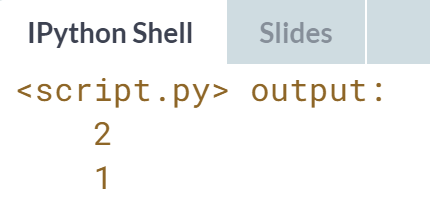 IPython Shell Slides
<script.py> output:
2
1